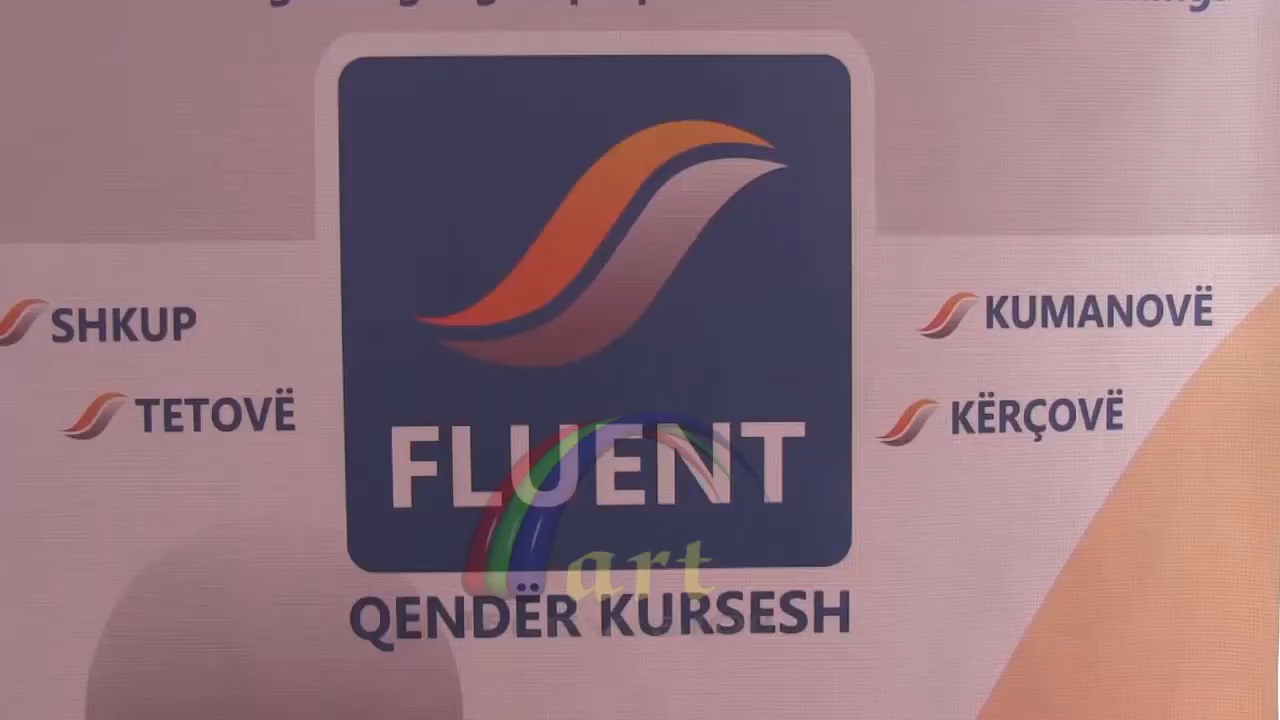 SHKUP
TETOVË
FLUENT
art
QENDËR KURSESH
KUMANOVË
KËRÇOVË